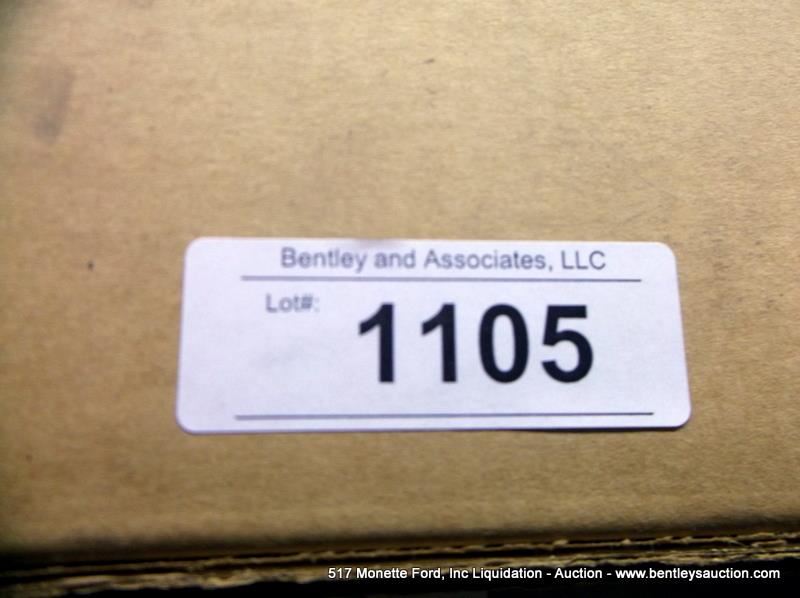 Bentley and Associates, LLC
Lot#:
1105
517 Monette Ford, Inc Liquidation - Auction - www.bentleysauction.com